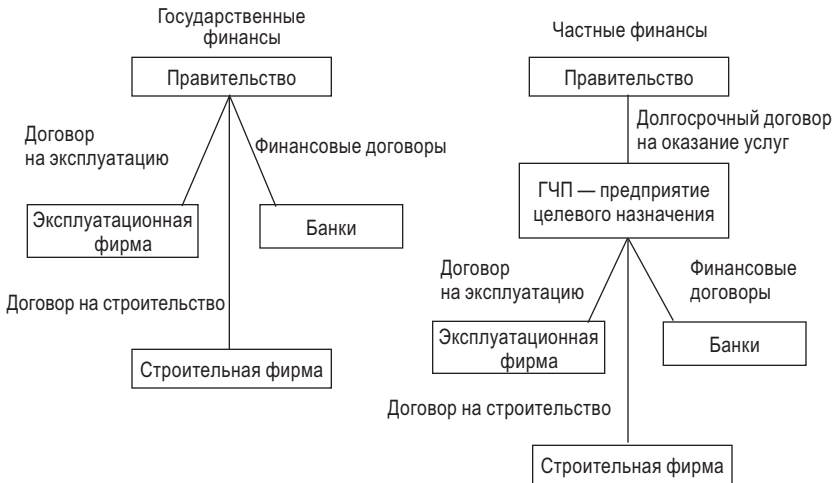 Государственные
финансы
Правительство
Договор
на эксплуатацию
Финансовые договоры
Эксплуатационная
фирма
Банки
Договор на строительство
Строительная фирма
Частные финансы
Правительство
Долгосрочный договор
на оказание услуг
ГЧП — предприятие
целевого назначения
Договор
на эксплуатацию
Финансовые
договоры
Эксплуатационная
фирма
Банки
Договор на строительство
Строительная фирма